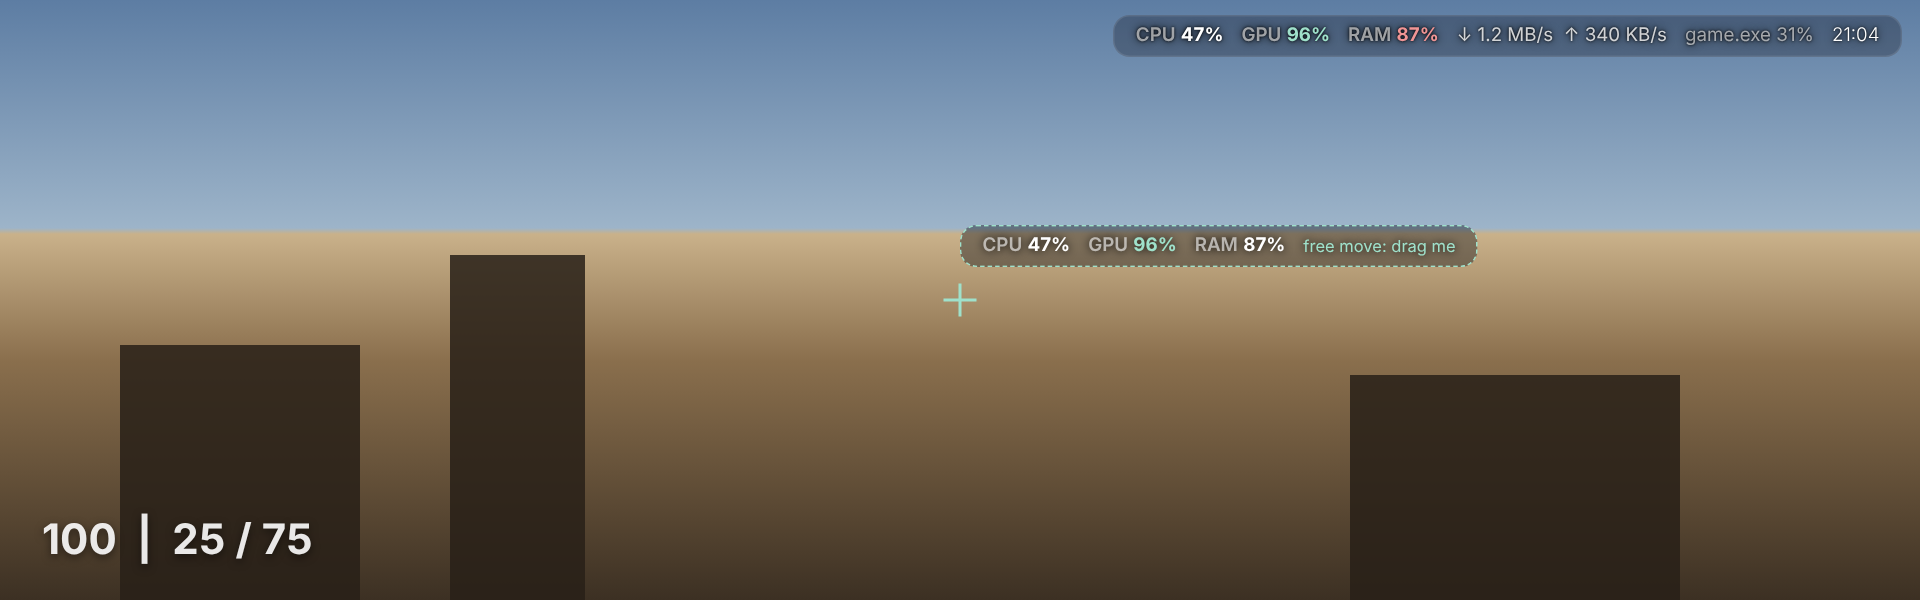 CPU 47% GPU 96% RAM 87% ↓ 1.2 MB/s ↑ 340 KB/s game.exe 31% 21:04
CPU 47% GPU 96% RAM 87% free move: drag me
100 | 25 / 75